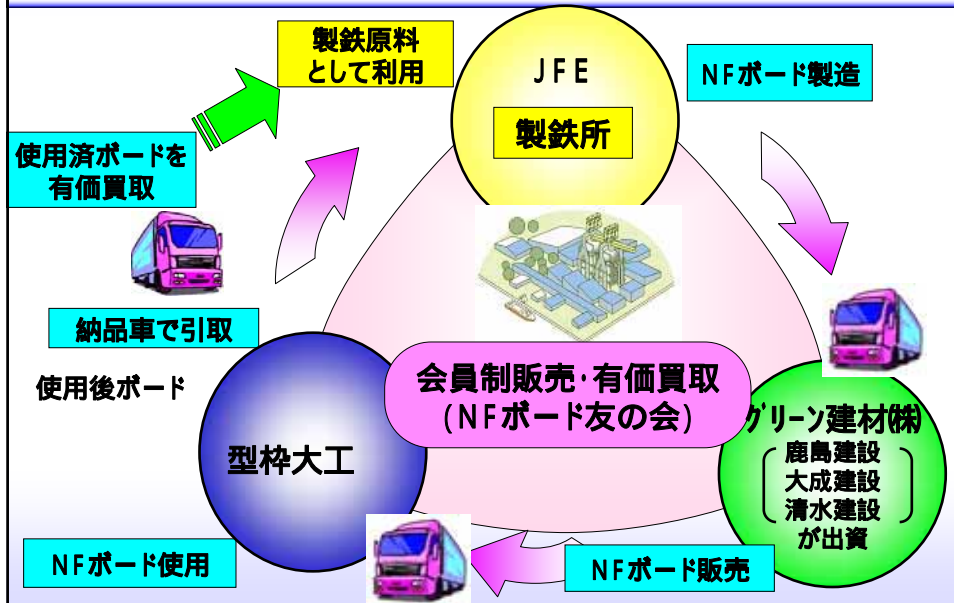 製鉄原料
として利用
JFE
製鉄所
NFボード製造
使用済ボードを
有価買取
納品車で引取
使用後ボード
会員制販売・有価買取
(NFボード友の会)
型枠大工
グリーン建材㈱
鹿島建設
大成建設
清水建設
が出資
NFボード使用
NFボード販売